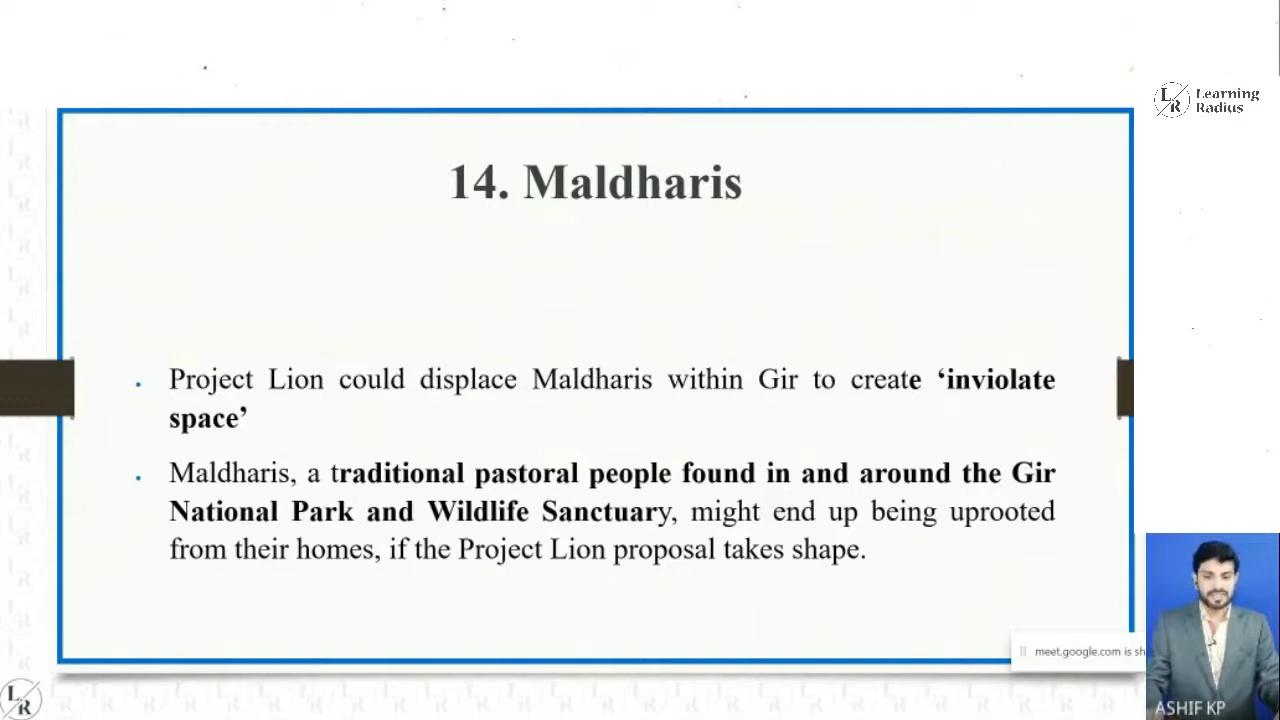 L
R
Learning
Radius
14. Maldharis
Project Lion could displace Maldharis within Gir to create ‘inviolate
space’
Maldharis, a traditional pastoral people found in and around the Gir
National Park and Wildlife Sanctuary, might end up being uprooted
from their homes, if the Project Lion proposal takes shape.
meet.google.com is sh
ASHIF KP
L
R